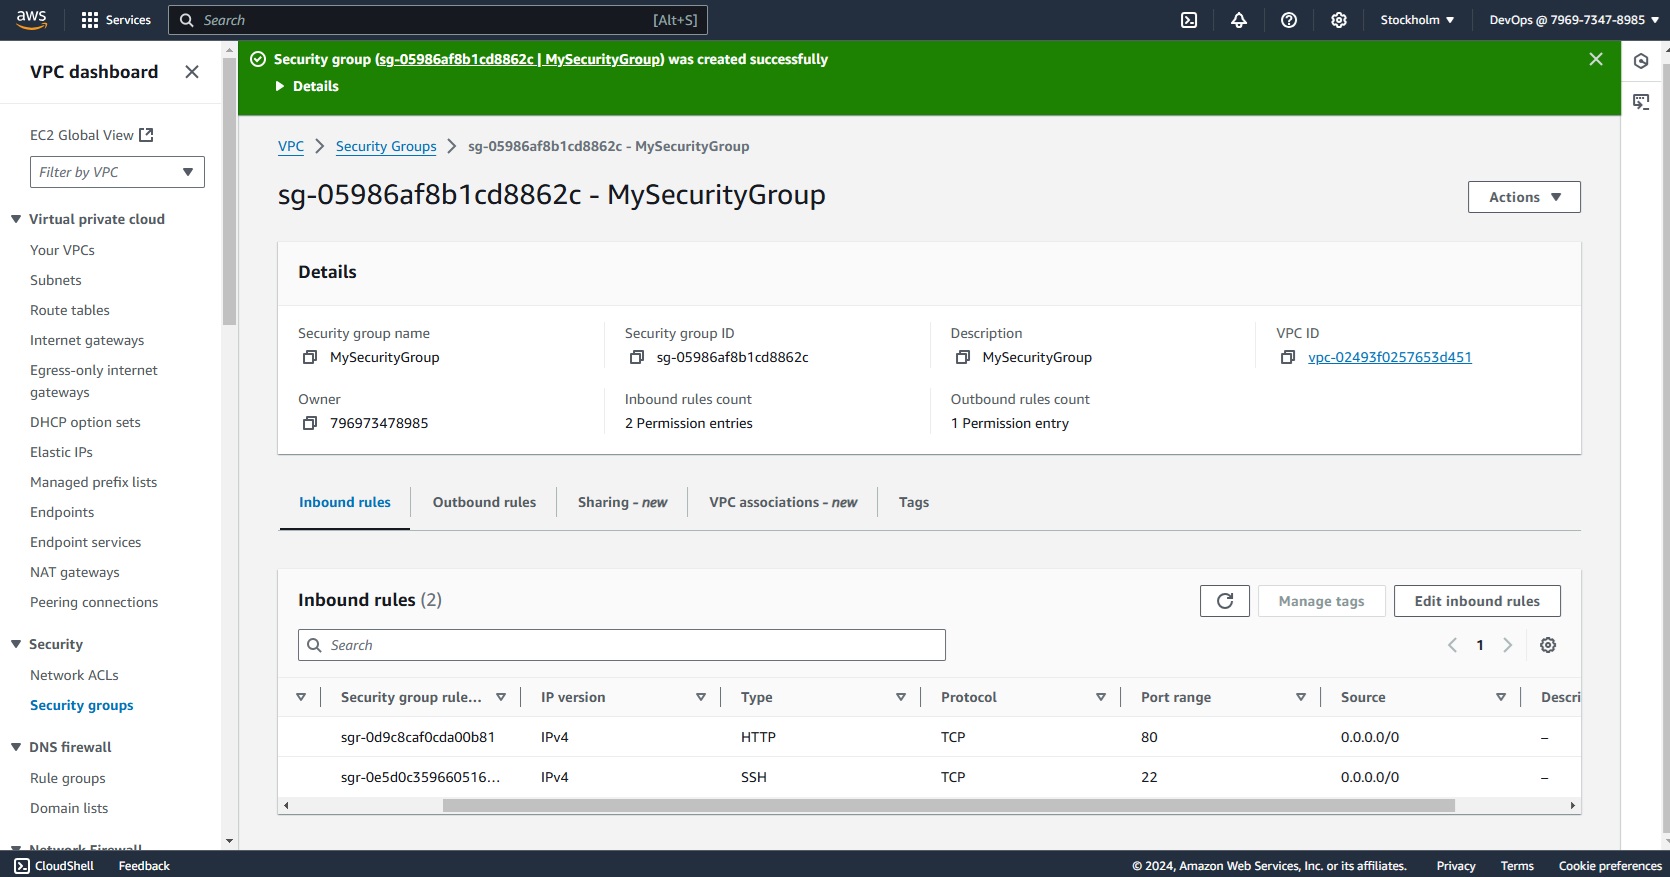 aws Services Search [Alt+S] Stockholm DevOps @ 7969-7347-8985
VPC dashboard
EC2 Global View
Filter by VPC
Virtual private cloud
Your VPCs
Subnets
Route tables
Internet gateways
Egress-only internet
gateways
DHCP option sets
Elastic IPs
Managed prefix lists
Endpoints
Endpoint services
NAT gateways
Peering connections
Security
Network ACLs
Security groups
DNS firewall
Rule groups
Domain lists
Network Firewall
Security group (sg-05986af8b1cd8862c | MySecurityGroup) was created successfully
Details
VPC Security Groups sg-05986af8b1cd8862c - MySecurityGroup
sg-05986af8b1cd8862c - MySecurityGroup
Actions
Details
Security group name Security group ID Description VPC ID
MySecurityGroup sg-05986af8b1cd8862c MySecurityGroup vpc-02493f0257653d451
Owner Inbound rules count Outbound rules count
796973478985 2 Permission entries 1 Permission entry
Inbound rules Outbound rules Sharing - new VPC associations - new Tags
Inbound rules (2) Manage tags Edit inbound rules
Search 1
Security group rule... IP version Type Protocol Port range Source Descri
sgr-0d9c8caf0cda00b81 IPv4 HTTP TCP 80 0.0.0.0/0 –
sgr-0e5d0c359660516... IPv4 SSH TCP 22 0.0.0.0/0 –
CloudShell Feedback © 2024, Amazon Web Services, Inc. or its affiliates. Privacy Terms Cookie preferences